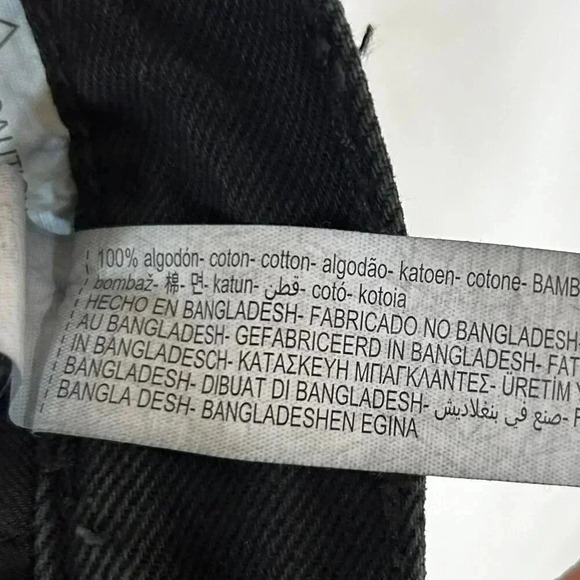 100% algodón- coton- cotton- algodão- katoen- cotone- BAMB
bombaž- 棉- 면- katun- قطن- cotó- kotoia
HECHO EN BANGLADESH- FABRICADO NO BANGLADESH-
AU BANGLADESH- GEFABRICEERD IN BANGLADESH- FAT
IN BANGLADESCH- ΚΑΤΑΣΚΕΥΗ ΜΠΑΓΚΛΑΝΤΕΣ- ÜRETİM
BANGLADESH- DIBUAT DI BANGLADESH- صنع في بنغلاديش- F
BANGLA DESH- BANGLADESHEN EGINA